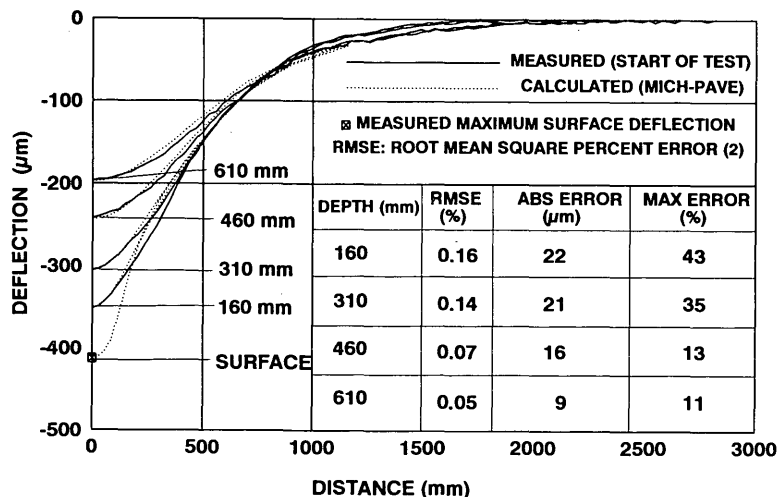 0
-100
-200
-300
-400
-500
DEFLECTION (µm)
MEASURED (START OF TEST)
CALCULATED (MICH-PAVE)
MEASURED MAXIMUM SURFACE DEFLECTION
RMSE: ROOT MEAN SQUARE PERCENT ERROR (2)
610 mm
460 mm
310 mm
160 mm
SURFACE
DEPTH (mm) RMSE (%) ABS ERROR (µm) MAX ERROR (%)
160 0.16 22 43
310 0.14 21 35
460 0.07 16 13
610 0.05 9 11
0 500 1000 1500 2000 2500 3000
DISTANCE (mm)